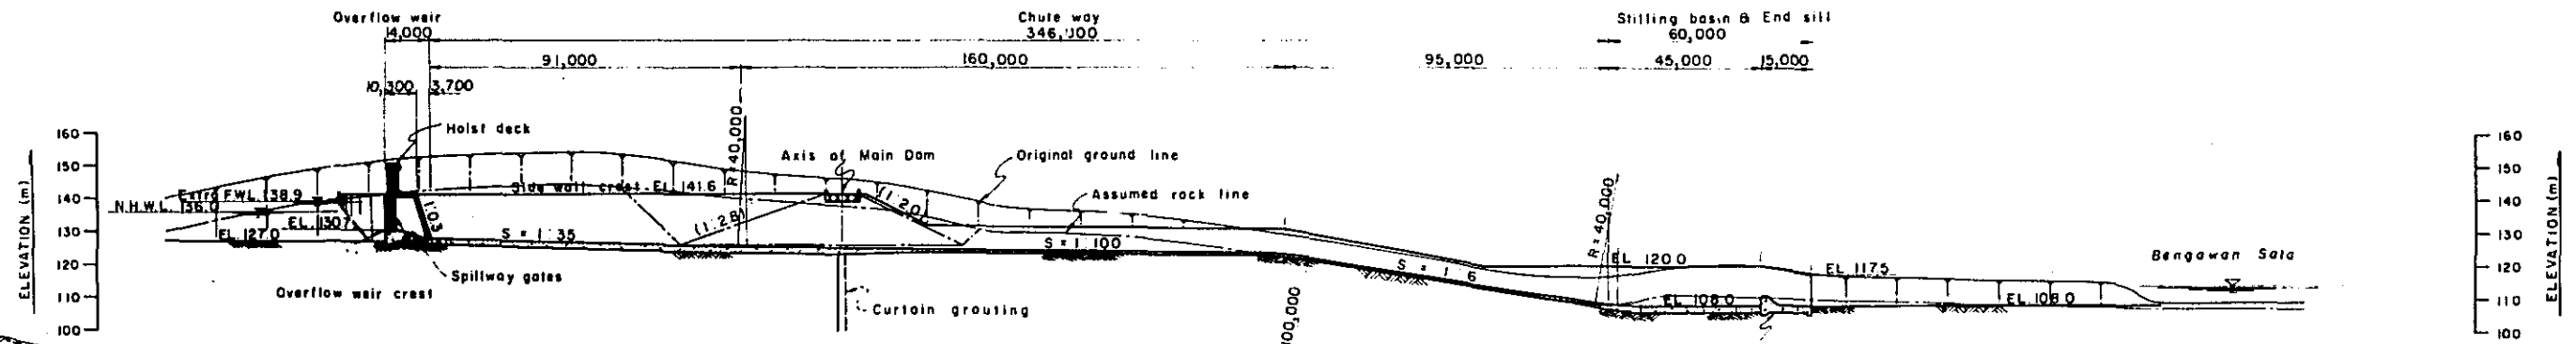 Overflow wair
14,000
Chute way
346,000
Stilling basin & End sill
60,000
91,000
160,000
95,000
45,000
15,000
10,300
3,700
Hoist deck
R=40,000
Axis of Main Dam
Original ground line
Assumed rock line
160
150
140
130
120
110
100
ELEVATION (m)
Extra FWL.138.9
N.H.W.L. 136.0
EL.130.7
EL.127.0
Side wall crest EL.141.6
1:0.3
(1:2.8)
(1:2.0)
S = 1:35
S = 1:100
S = 1:6
Spillway gates
Overflow wair crest
Curtain grouting
R=40,000
EL 120.0
EL 117.5
EL 108.0
EL 108.0
Bengawan Sala
160
150
140
130
120
110
100
ELEVATION (m)